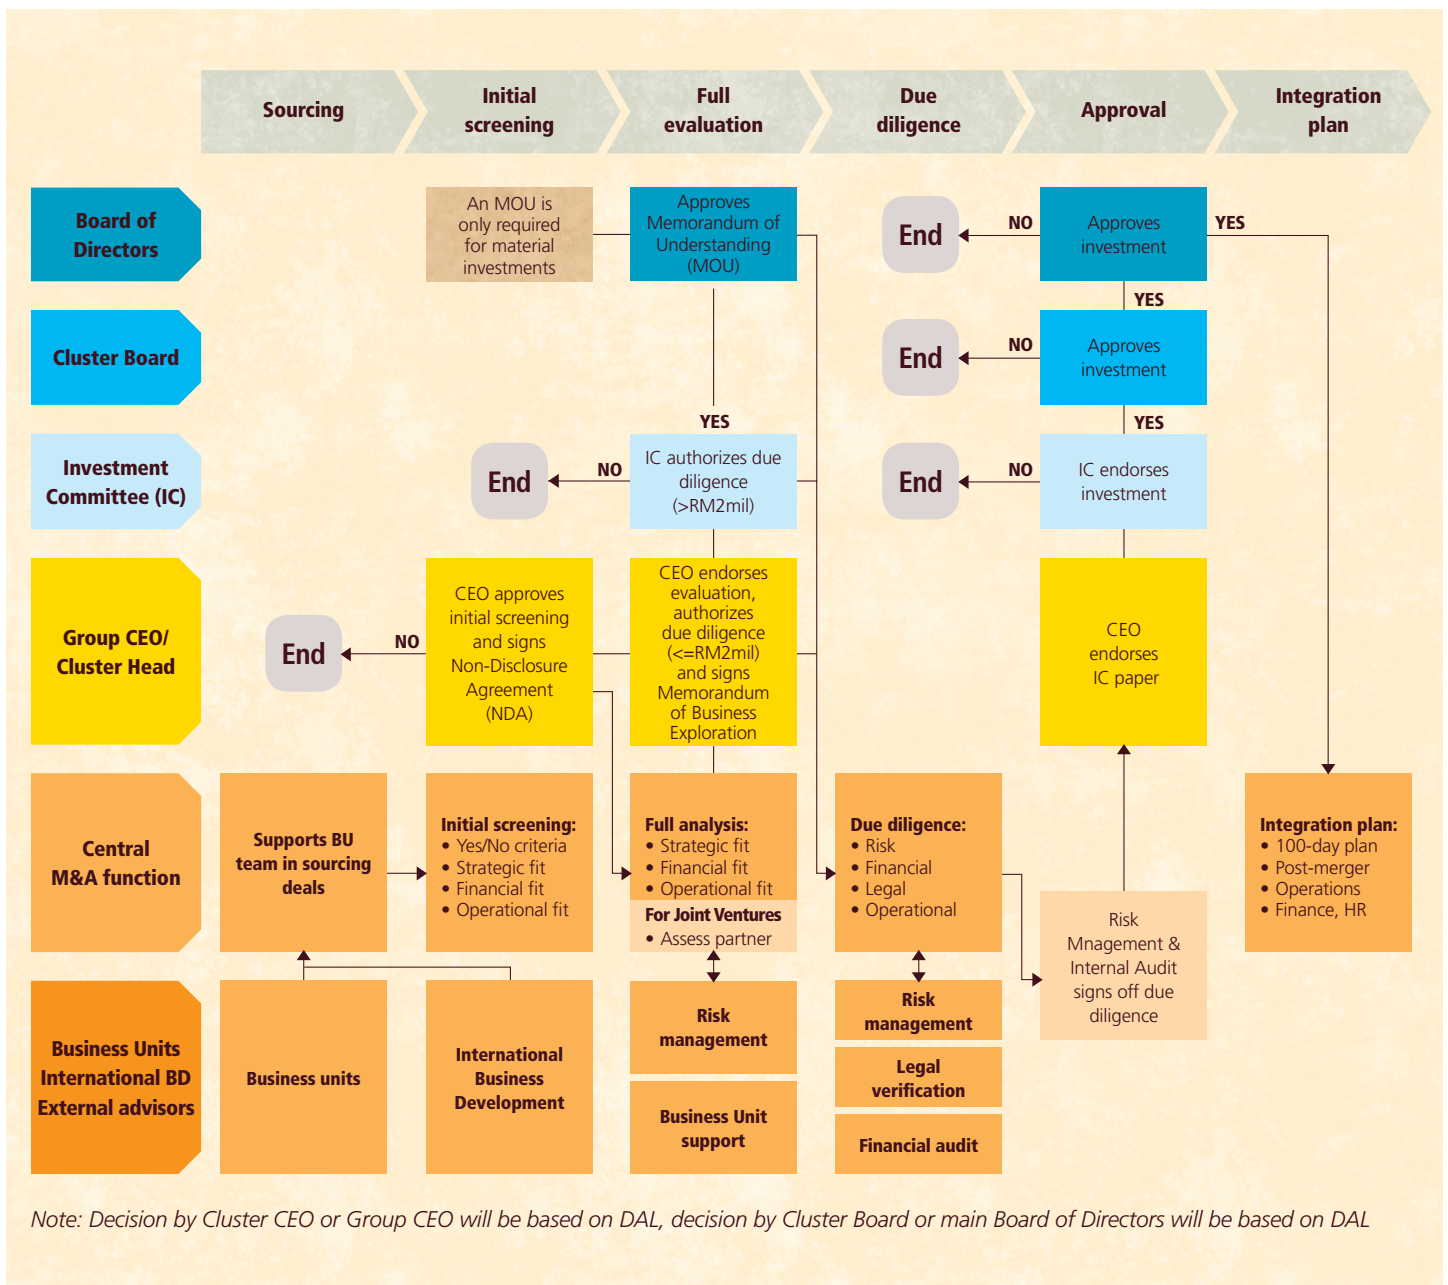 Sourcing
Initial
screening
Full
evaluation
Due
diligence
Approval
Integration
plan
Board of
Directors
An MOU is
only required
for material
investments
Approves
Memorandum of
Understanding
(MOU)
End
NO
Approves
investment
YES
YES
Cluster Board
End
NO
Approves
investment
YES
YES
Investment
Committee (IC)
End
NO
IC authorizes due
diligence
(>RM2mil)
End
NO
IC endorses
investment
Group CEO/
Cluster Head
End
NO
CEO approves
initial screening
and signs
Non-Disclosure
Agreement
(NDA)
CEO endorses
evaluation,
authorizes
due diligence
(<=RM2mil)
and signs
Memorandum
of Business
Exploration
CEO
endorses
IC paper
Central
M&A function
Supports BU
team in sourcing
deals
Initial screening:
• Yes/No criteria
• Strategic fit
• Financial fit
• Operational fit
Full analysis:
• Strategic fit
• Financial fit
• Operational fit
For Joint Ventures
• Assess partner
Due diligence:
• Risk
• Financial
• Legal
• Operational
Risk
Mnagement &
Internal Audit
signs off due
diligence
Integration plan:
• 100-day plan
• Post-merger
• Operations
• Finance, HR
Business Units
International BD
External advisors
Business units
International
Business
Development
Risk
management
Business Unit
support
Risk
management
Legal
verification
Financial audit
Note: Decision by Cluster CEO or Group CEO will be based on DAL, decision by Cluster Board or main Board of Directors will be based on DAL